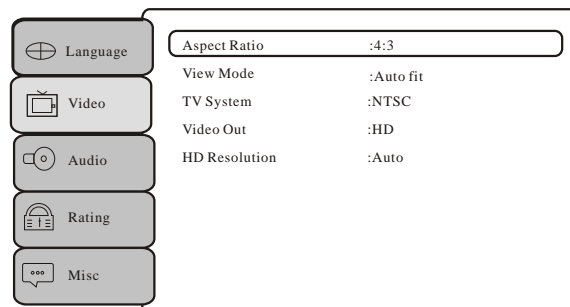 Language
Video
Audio
Rating
Misc
Aspect Ratio :4:3
View Mode :Auto fit
TV System :NTSC
Video Out :HD
HD Resolution :Auto